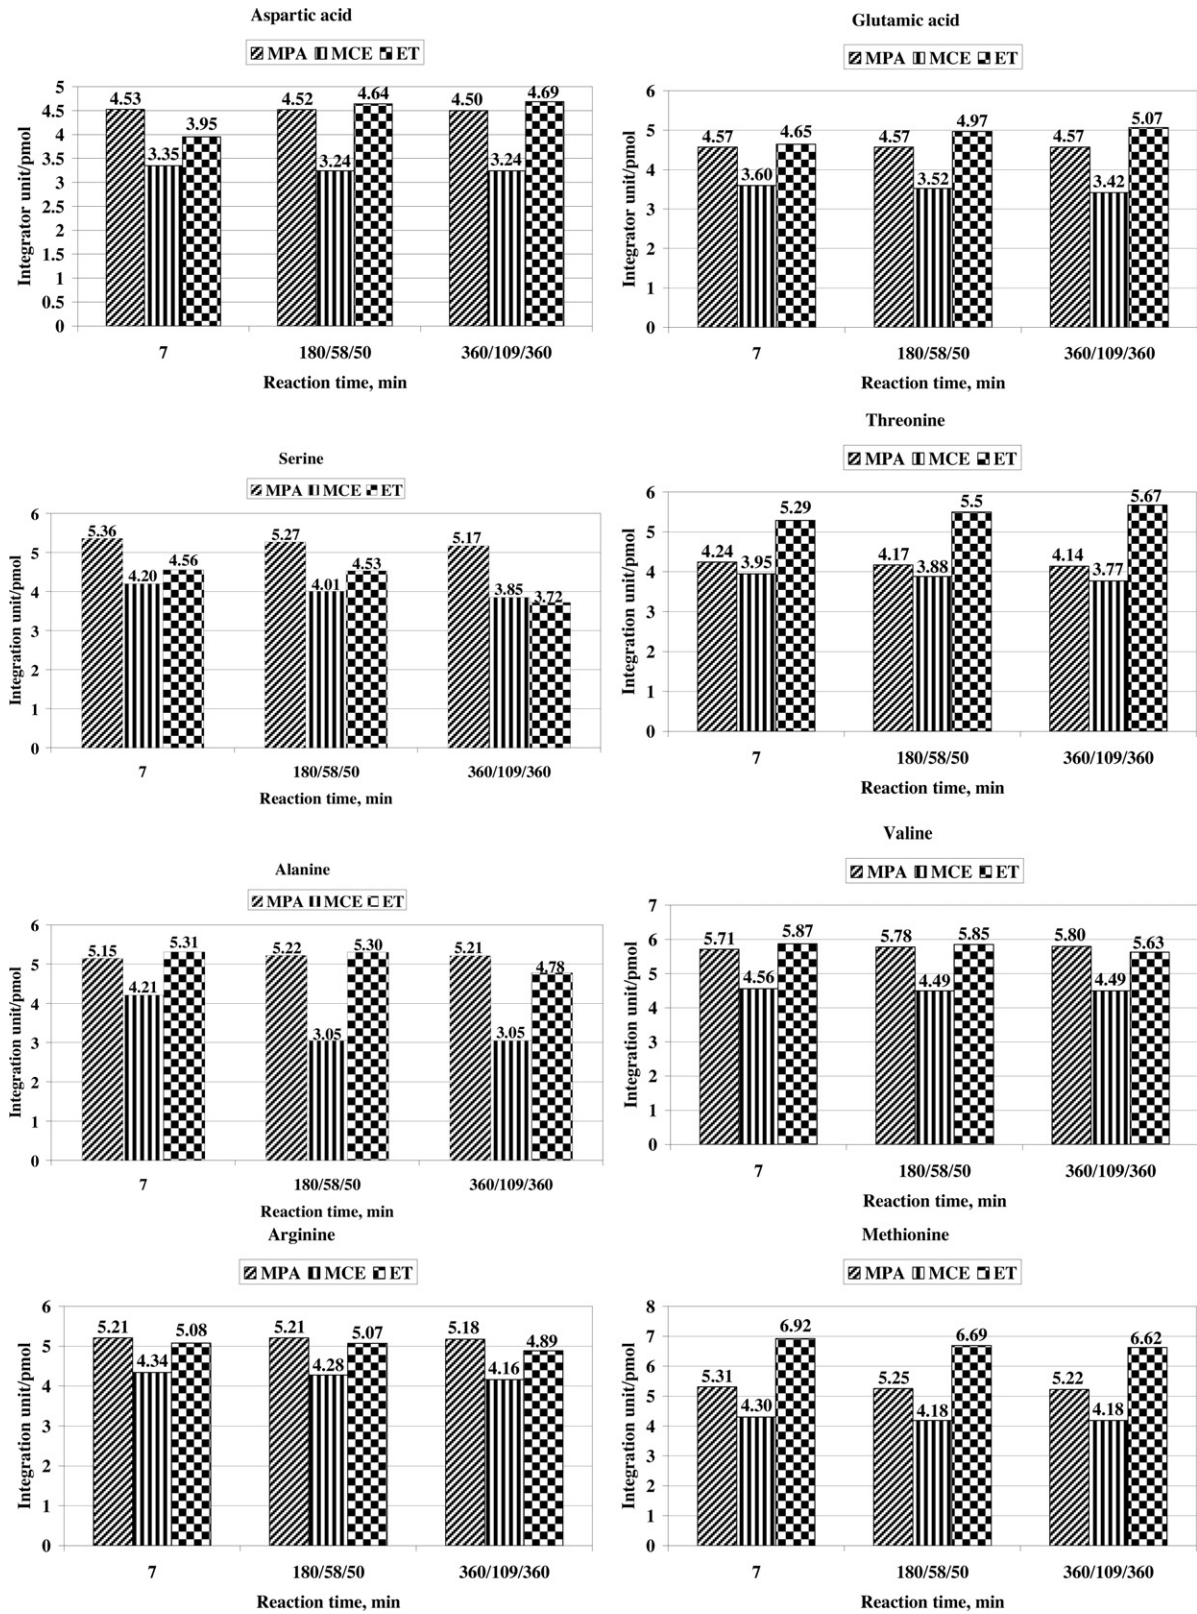 Aspartic acid
MPA MCE ET
Integrator unit/pmol
5
4.5
4
3.5
3
2.5
2
1.5
1
0.5
0
4.53 3.35 3.95 4.52 3.24 4.64 4.50 3.24 4.69
7 180/58/50 360/109/360
Reaction time, min
Glutamic acid
MPA MCE ET
Integrator unit/pmol
6
5
4
3
2
1
0
4.57 3.60 4.65 4.57 3.52 4.97 4.57 3.42 5.07
7 180/58/50 360/109/360
Reaction time, min
Serine
MPA MCE ET
Integration unit/pmol
6
5
4
3
2
1
0
5.36 4.20 4.56 5.27 4.01 4.53 5.17 3.85 3.72
7 180/58/50 360/109/360
Reaction time, min
Threonine
MPA MCE ET
Integration unit/pmol
6
5
4
3
2
1
0
4.24 3.95 5.29 4.17 3.88 5.5 4.14 3.77 5.67
7 180/58/50 360/109/360
Reaction time, min
Alanine
MPA MCE ET
Integration unit/pmol
6
5
4
3
2
1
0
5.15 4.21 5.31 5.22 3.05 5.30 5.21 3.05 4.78
7 180/58/50 360/109/360
Reaction time, min
Valine
MPA MCE ET
Integration unit/pmol
7
6
5
4
3
2
1
0
5.71 4.56 5.87 5.78 4.49 5.85 5.80 4.49 5.63
7 180/58/50 360/109/360
Reaction time, min
Arginine
MPA MCE ET
Integration unit/pmol
6
5
4
3
2
1
0
5.21 4.34 5.08 5.21 4.28 5.07 5.18 4.16 4.89
7 180/58/50 360/109/360
Reaction time, min
Methionine
MPA MCE ET
Integration unit/pmol
8
7
6
5
4
3
2
1
0
5.31 4.30 6.92 5.25 4.18 6.69 5.22 4.18 6.62
7 180/58/50 360/109/360
Reaction time, min